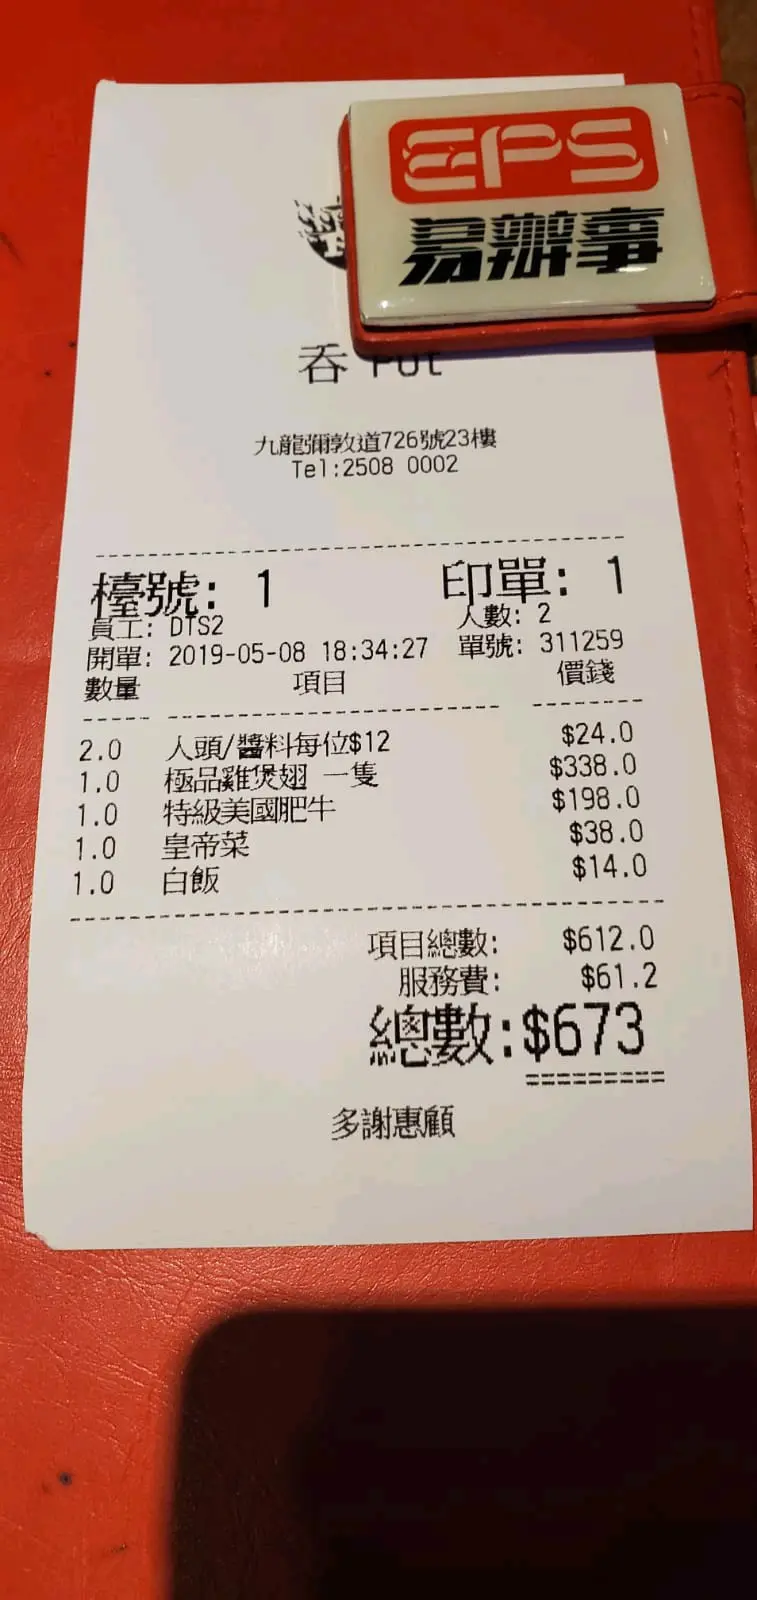 EPS
易辦事
呑 Pot
九龍彌敦道726號23樓
Tel:2508 0002
檯號: 1 印單: 1
員工: DTS2 人數: 2
開單: 2019-05-08 18:34:27 單號: 311259
數量 項目 價錢
2.0 人頭/醬料每位$12 $24.0
1.0 極品雞煲翅 一隻 $338.0
1.0 特級美國肥牛 $198.0
1.0 皇帝菜 $38.0
1.0 白飯 $14.0
項目總數: $612.0
服務費: $61.2
總數:$673
多謝惠顧